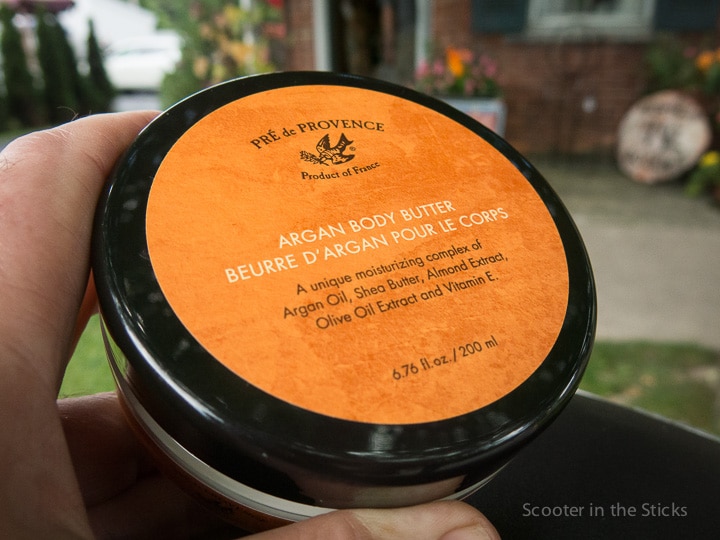 PRÉ de PROVENCE
Product of France
ARGAN BODY BUTTER
BEURRE D'ARGAN POUR LE CORPS
A unique moisturizing complex of
Argan Oil, Shea Butter, Almond Extract,
Olive Oil Extract and Vitamin E.
6.76 fl.oz./200 ml
Scooter in the Sticks